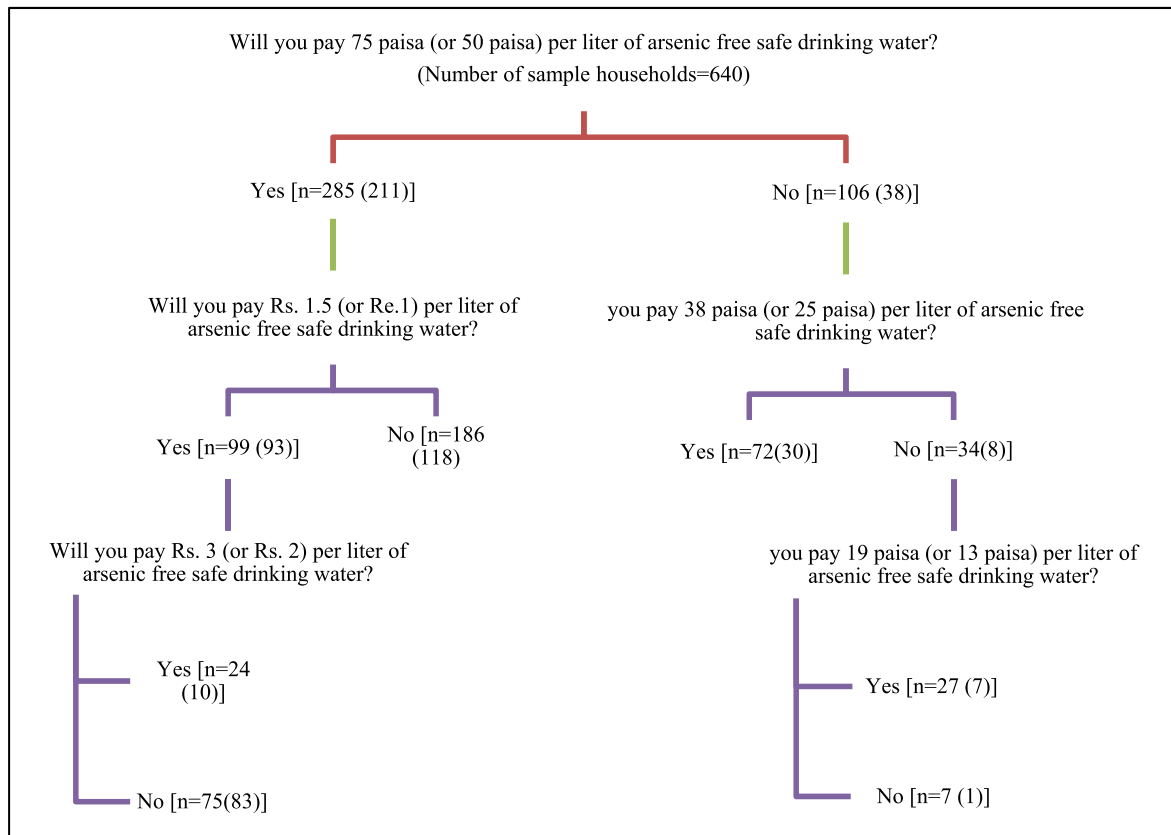 Will you pay 75 paisa (or 50 paisa) per liter of arsenic free safe drinking water?
(Number of sample households=640)
Yes [n=285 (211)]
No [n=106 (38)]
Will you pay Rs. 1.5 (or Re.1) per liter of
arsenic free safe drinking water?
you pay 38 paisa (or 25 paisa) per liter of arsenic free
safe drinking water?
Yes [n=99 (93)]
No [n=186
(118)
Yes [n=72(30)]
No [n=34(8)]
Will you pay Rs. 3 (or Rs. 2) per liter of
arsenic free safe drinking water?
you pay 19 paisa (or 13 paisa) per liter of
arsenic free safe drinking water?
Yes [n=24
(10)]
Yes [n=27 (7)]
No [n=75(83)]
No [n=7 (1)]